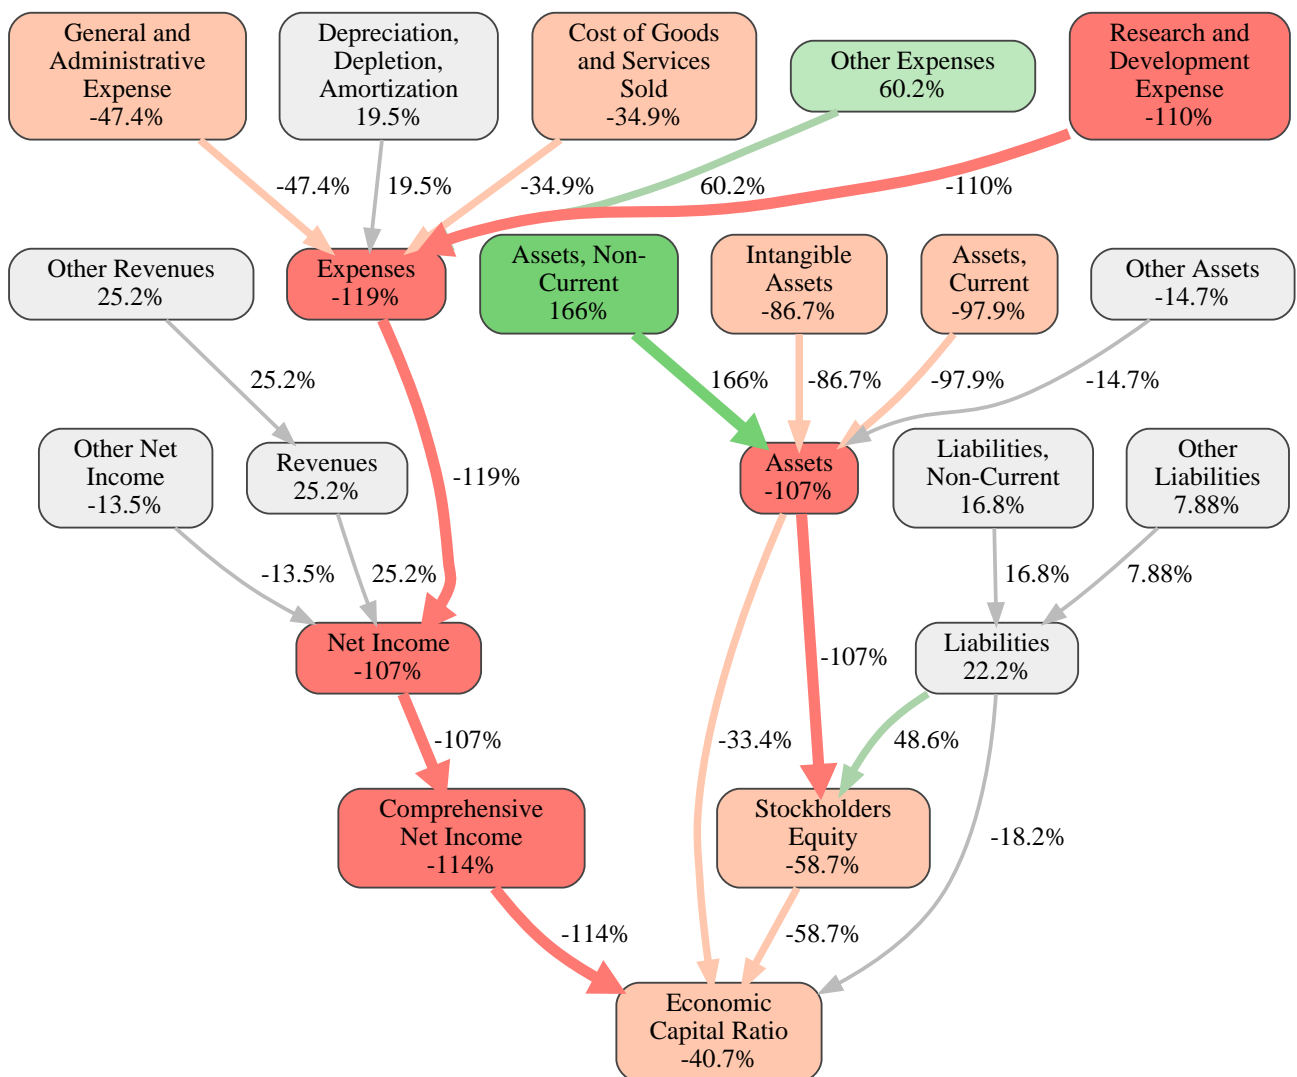 General and
Administrative
Expense
-47.4%
Depreciation,
Depletion,
Amortization
19.5%
Cost of Goods
and Services
Sold
-34.9%
Other Expenses
60.2%
Research and
Development
Expense
-110%
-47.4%
19.5%
-34.9%
60.2%
-110%
Other Revenues
25.2%
Expenses
-119%
Assets, Non-
Current
166%
Intangible
Assets
-86.7%
Assets,
Current
-97.9%
Other Assets
-14.7%
25.2%
166%
-86.7%
-97.9%
-14.7%
Other Net
Income
-13.5%
Revenues
25.2%
-119%
Assets
-107%
Liabilities,
Non-Current
16.8%
Other
Liabilities
7.88%
-13.5%
25.2%
16.8%
7.88%
Net Income
-107%
-107%
Liabilities
22.2%
-107%
-33.4%
48.6%
Comprehensive
Net Income
-114%
Stockholders
Equity
-58.7%
-18.2%
-114%
-58.7%
Economic
Capital Ratio
-40.7%